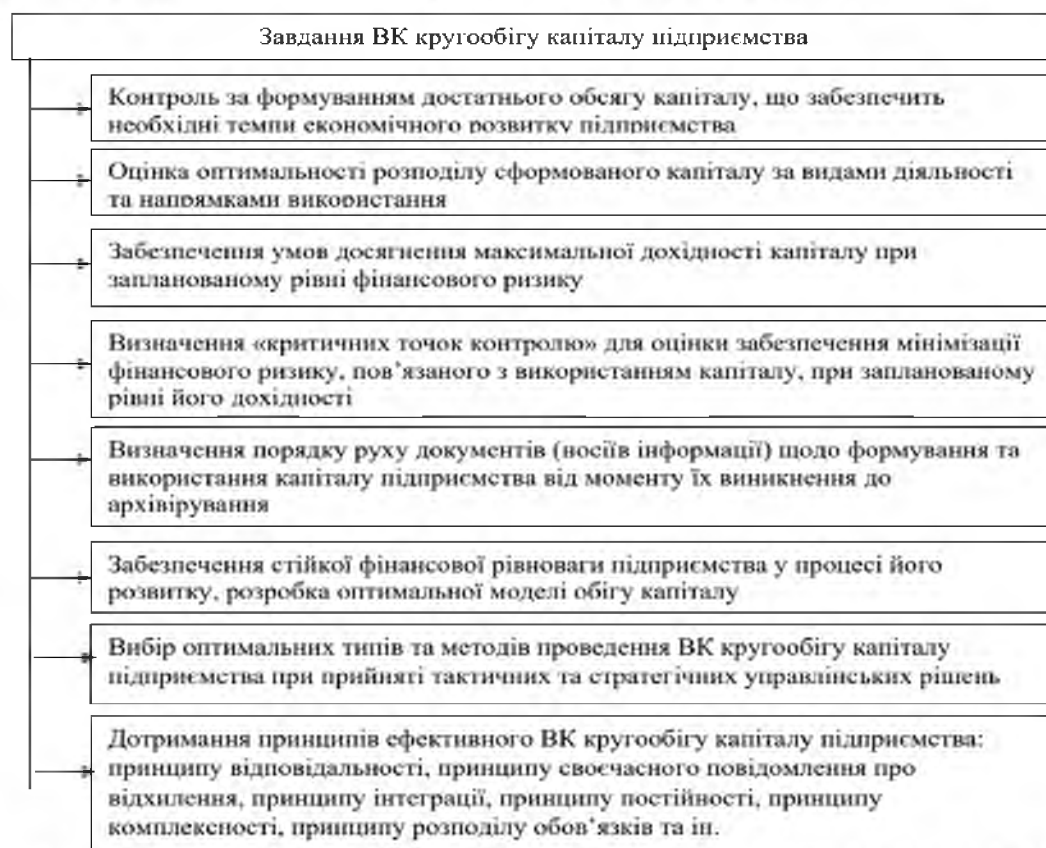 Завдання ВК кругообігу капіталу підприємства
Контроль за формуванням достатнього обсягу капіталу, що забезпечить
необхідні темпи економічного розвитку підприємства
Оцінка оптимальності розподілу сформованого капіталу за видами діяльності
та напрямками використання
Забезпечення умов досягнення максимальної дохідності капіталу при
запланованому рівні фінансового ризику
Визначення «критичних точок контролю» для оцінки забезпечення мінімізації
фінансового ризику, пов’язаного з використанням капіталу, при запланованому
рівні його дохідності
Визначення порядку руху документів (носіїв інформації) щодо формування та
використання капіталу підприємства від моменту їх виникнення до
архівірування
Забезпечення стійкої фінансової рівноваги підприємства у процесі його
розвитку, розробка оптимальної моделі обігу капіталу
Вибір оптимальних типів та методів проведення ВК кругообігу капіталу
підприємства при прийняті тактичних та стратегічних управлінських рішень
Дотримання принципів ефективного ВК кругообігу капіталу підприємства:
принципу відповідальності, принципу своєчасного повідомлення про
відхилення, принципу інтеграції, принципу постійності, принципу
комплексності, принципу розподілу обов’язків та ін.